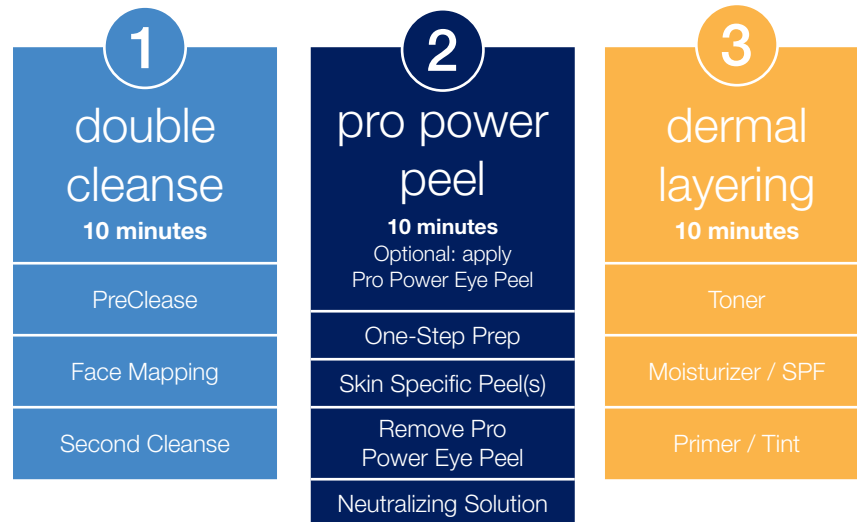 1
double
cleanse
10 minutes
PreClease
Face Mapping
Second Cleanse
2
pro power
peel
10 minutes
Optional: apply
Pro Power Eye Peel
One-Step Prep
Skin Specific Peel(s)
Remove Pro
Power Eye Peel
Neutralizing Solution
3
dermal
layering
10 minutes
Toner
Moisturizer / SPF
Primer / Tint